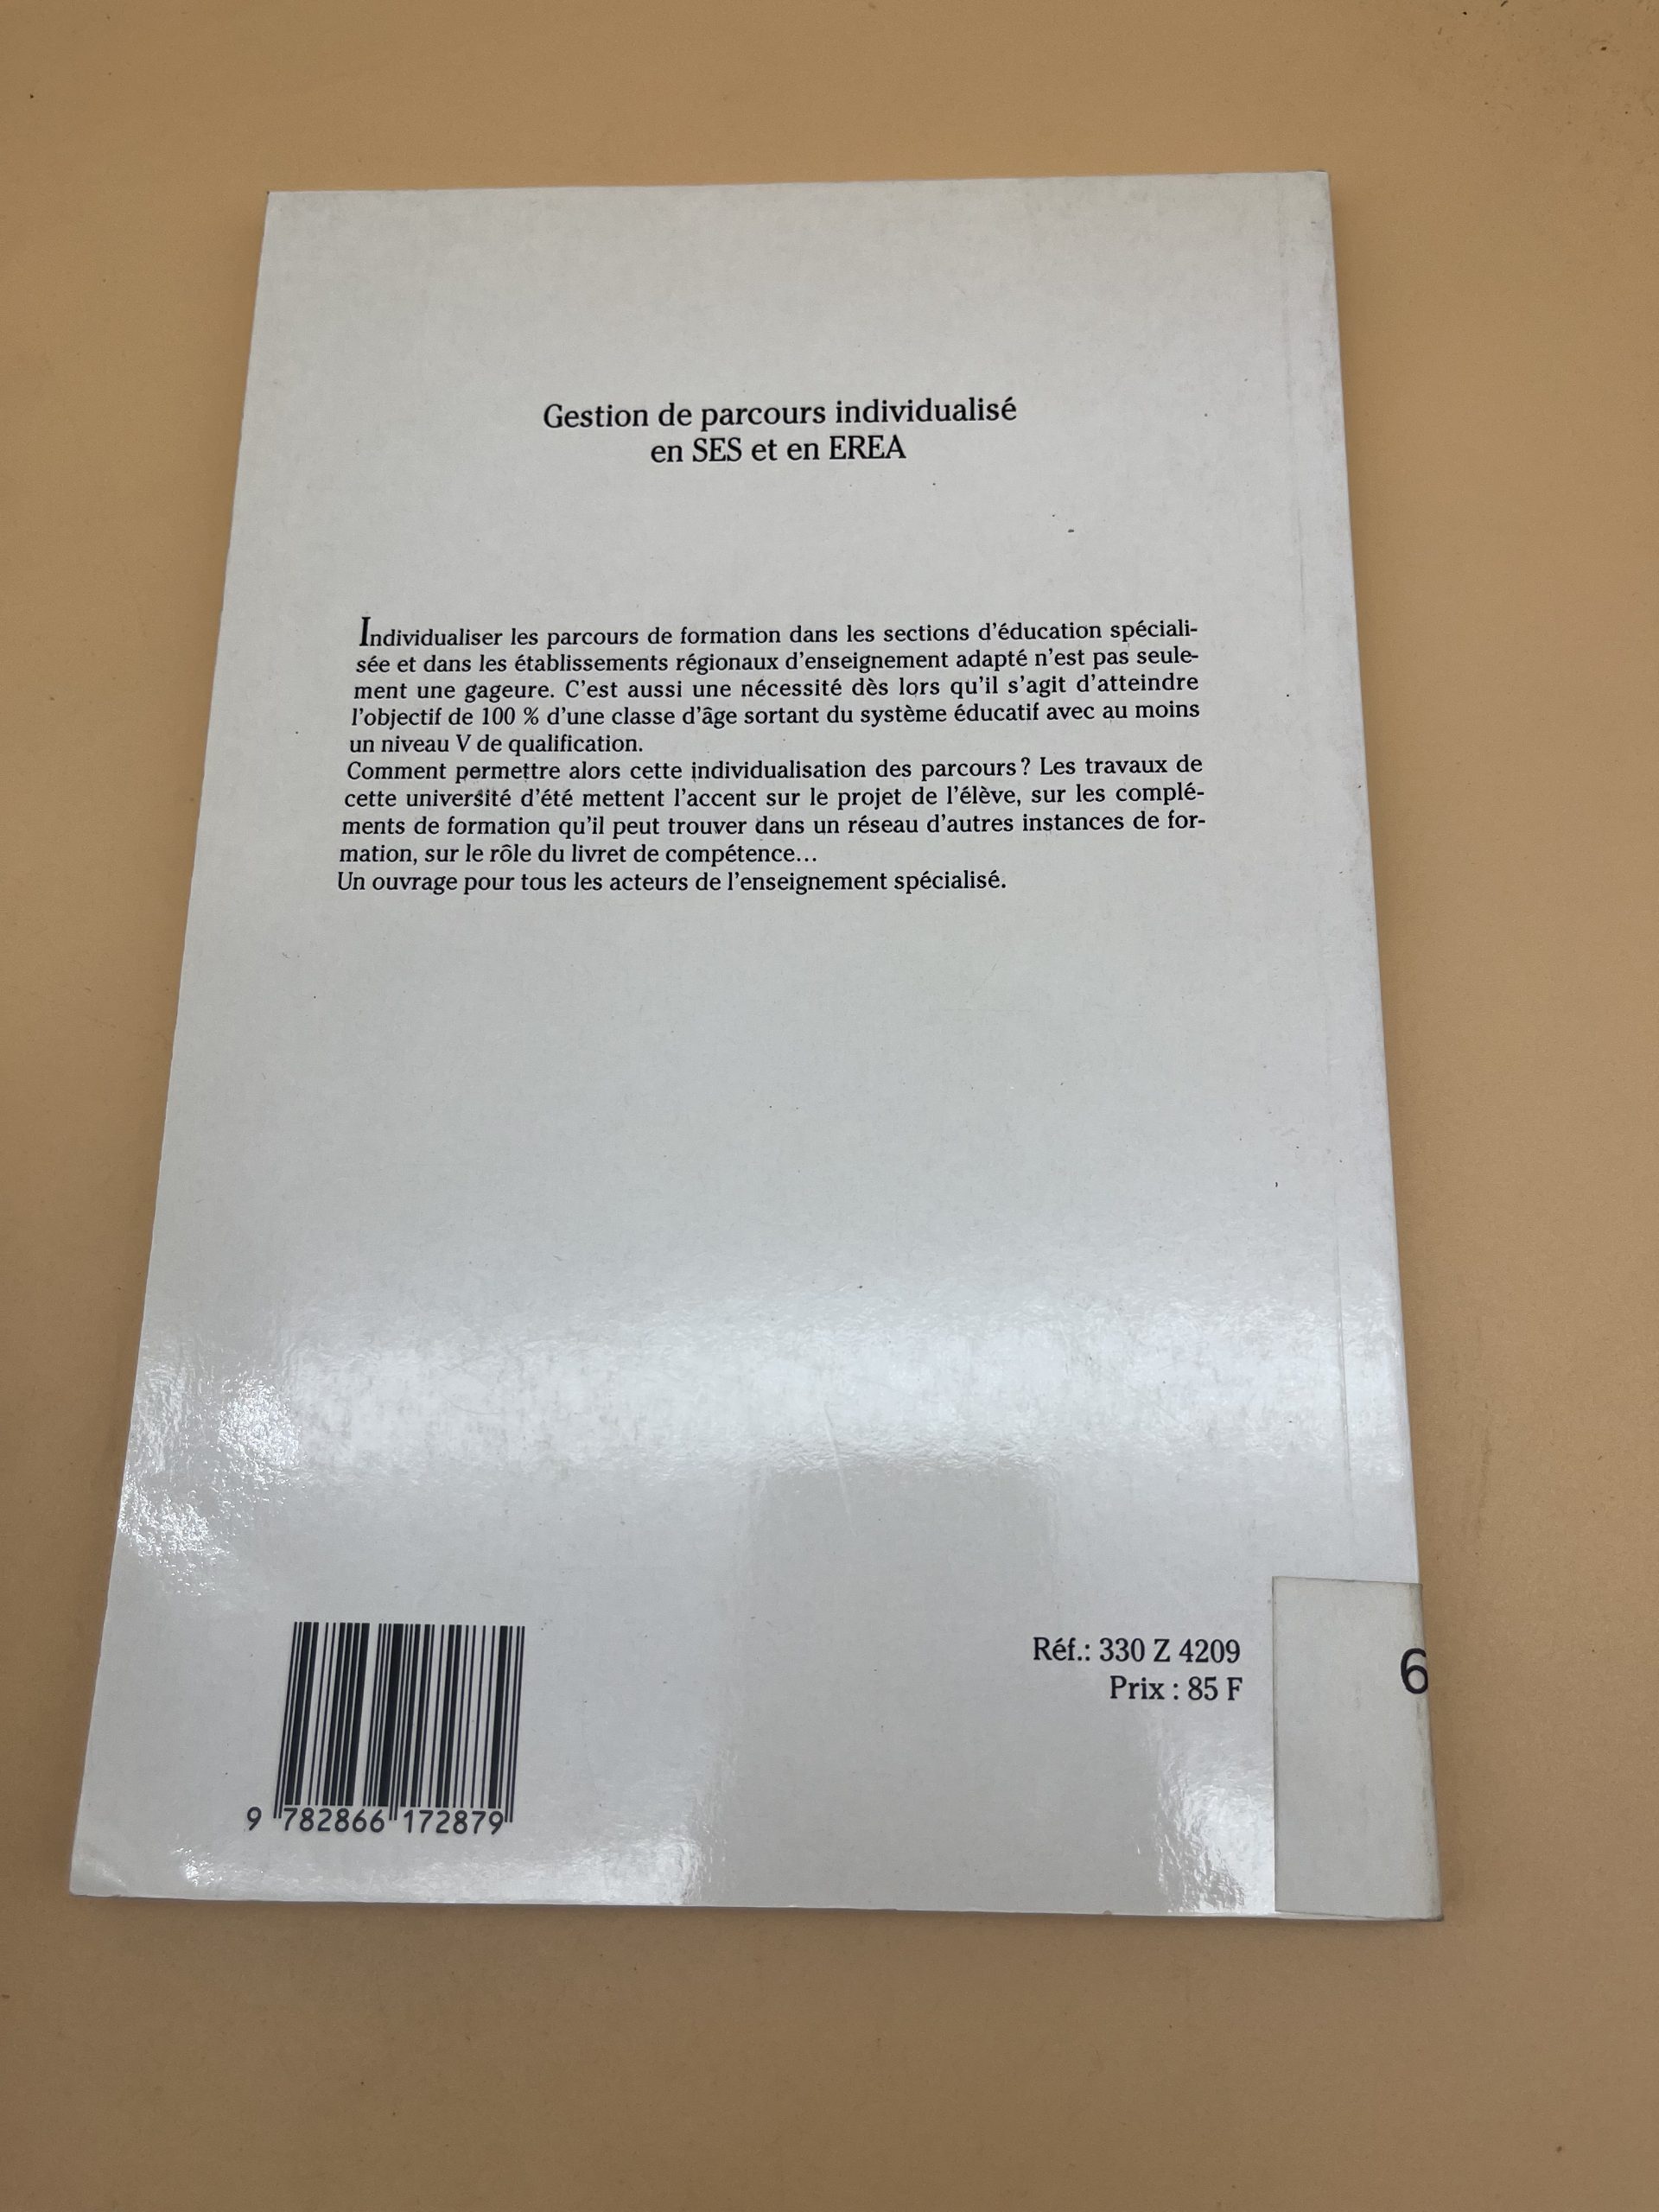 Gestion de parcours individualisé
en SES et en EREA
Individualiser les parcours de formation dans les sections d'éducation spéciali-
sée et dans les établissements régionaux d'enseignement adapté n'est pas seule-
ment une gageure. C'est aussi une nécessité dès lors qu'il s'agit d'atteindre
l'objectif de 100 % d'une classe d'âge sortant du système éducatif avec au moins
un niveau V de qualification.
Comment permettre alors cette individualisation des parcours ? Les travaux de
cette université d'été mettent l'accent sur le projet de l'élève, sur les complé-
ments de formation qu'il peut trouver dans un réseau d'autres instances de for-
mation, sur le rôle du livret de compétence...
Un ouvrage pour tous les acteurs de l'enseignement spécialisé.
Réf.: 330 Z 4209
Prix : 85 F
6
9 782866 172879